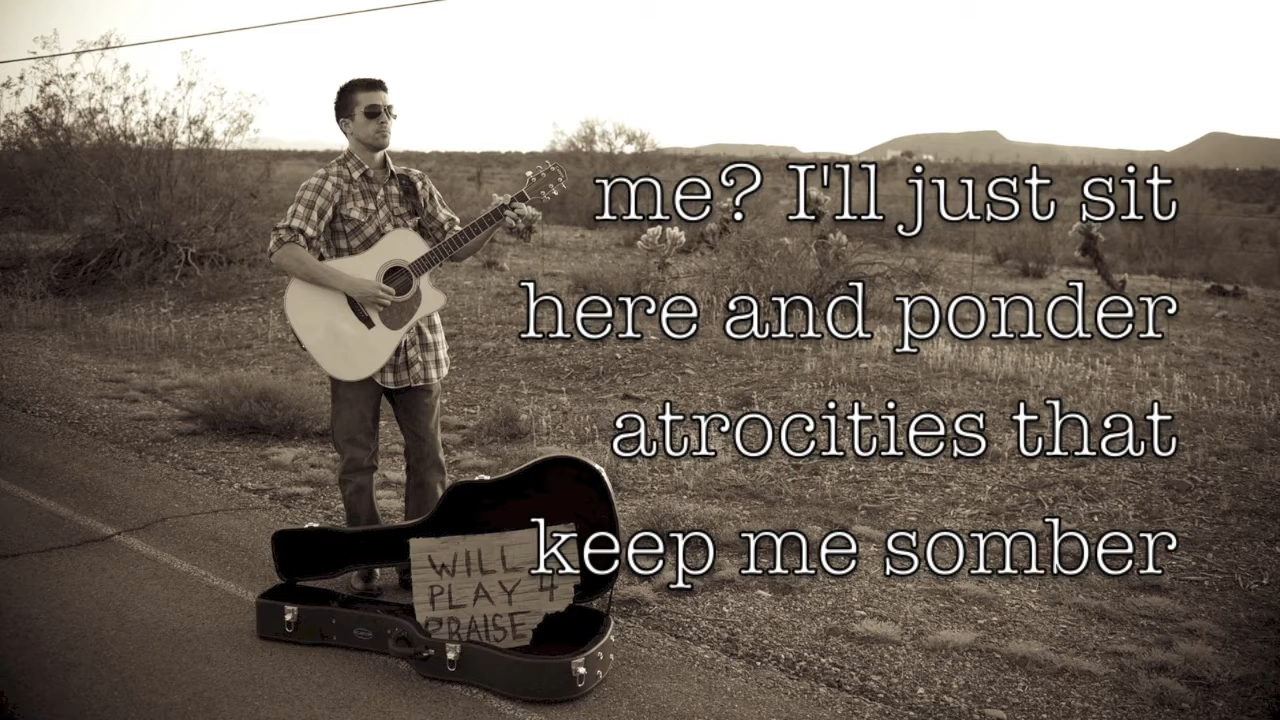 me? I'll just sit
here and ponder
atrocities that
keep me somber
WILL
PLAY 4
PRAISE